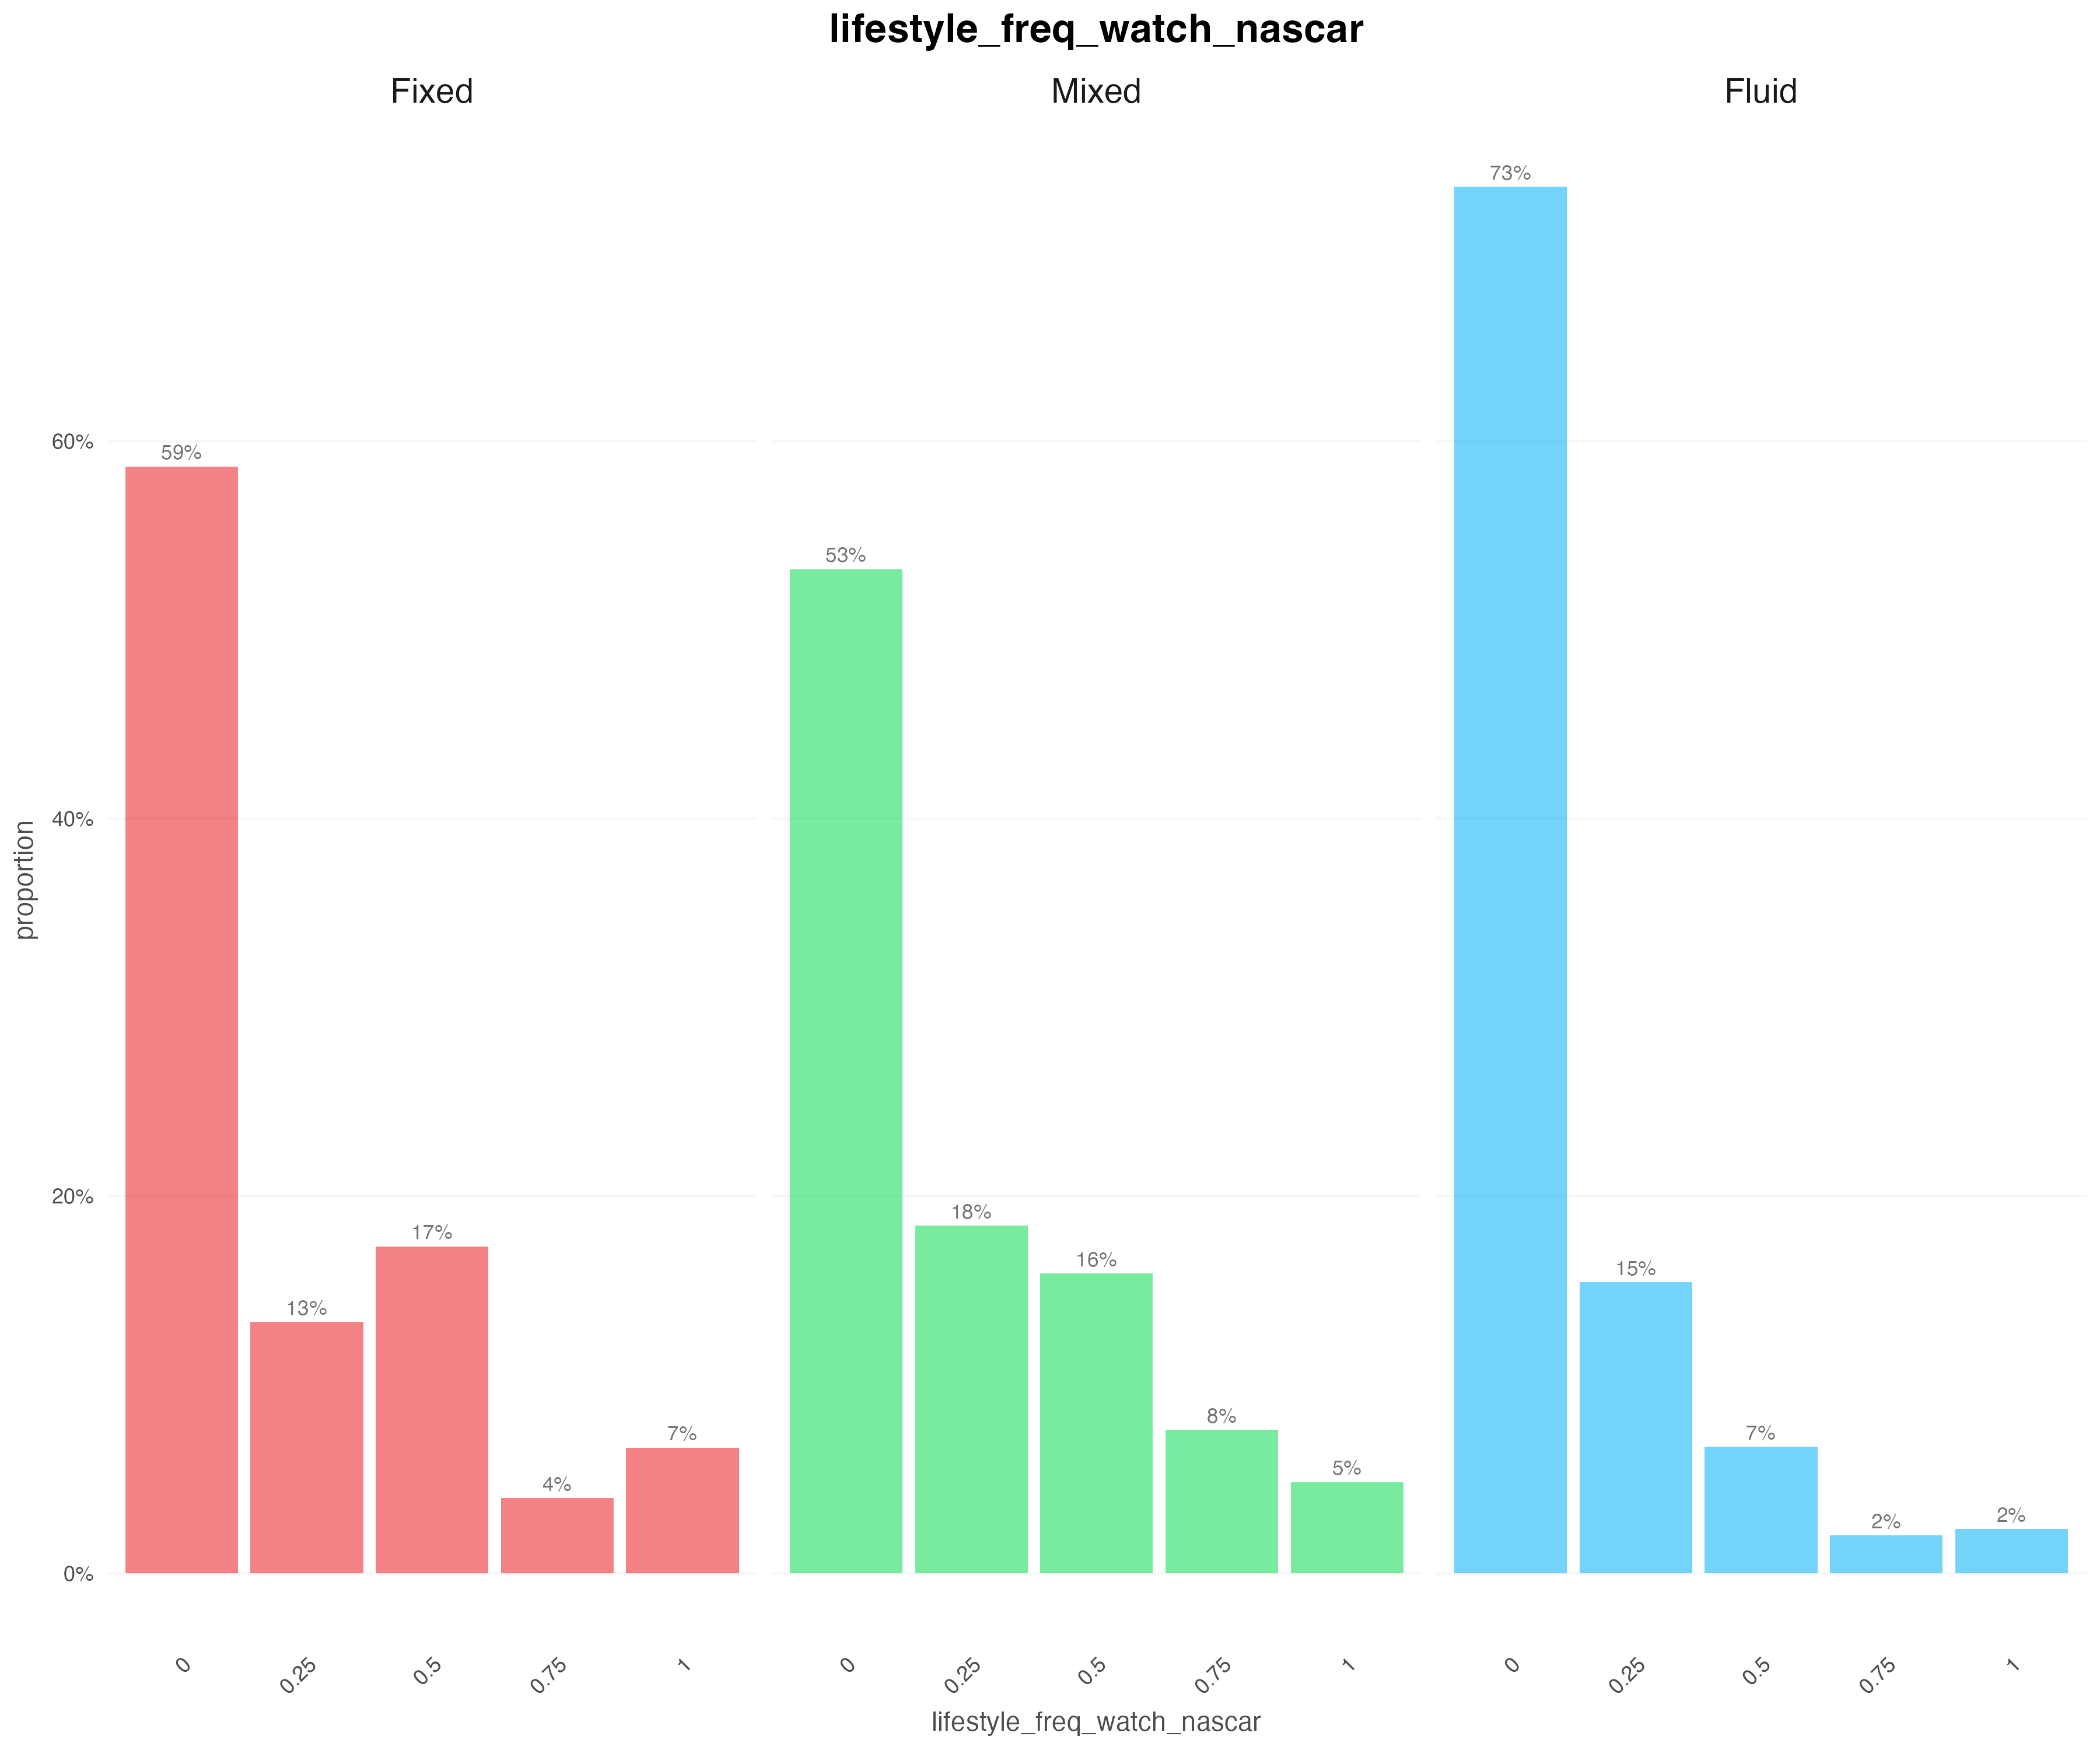 lifestyle_freq_watch_nascar
Fixed
Mixed
Fluid
proportion
60%
40%
20%
0%
59%
13%
17%
4%
7%
53%
18%
16%
8%
5%
73%
15%
7%
2%
2%
0 0.25 0.5 0.75 1
0 0.25 0.5 0.75 1
0 0.25 0.5 0.75 1
lifestyle_freq_watch_nascar